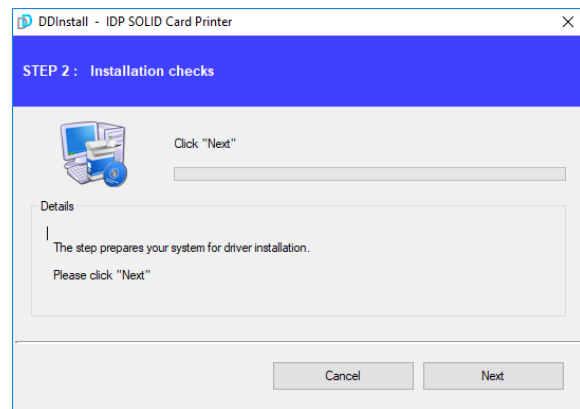 DDInstall - IDP SOLID Card Printer
STEP 2 : Installation checks
Click "Next"
Details
The step prepares your system for driver installation.
Please click "Next"
Cancel
Next